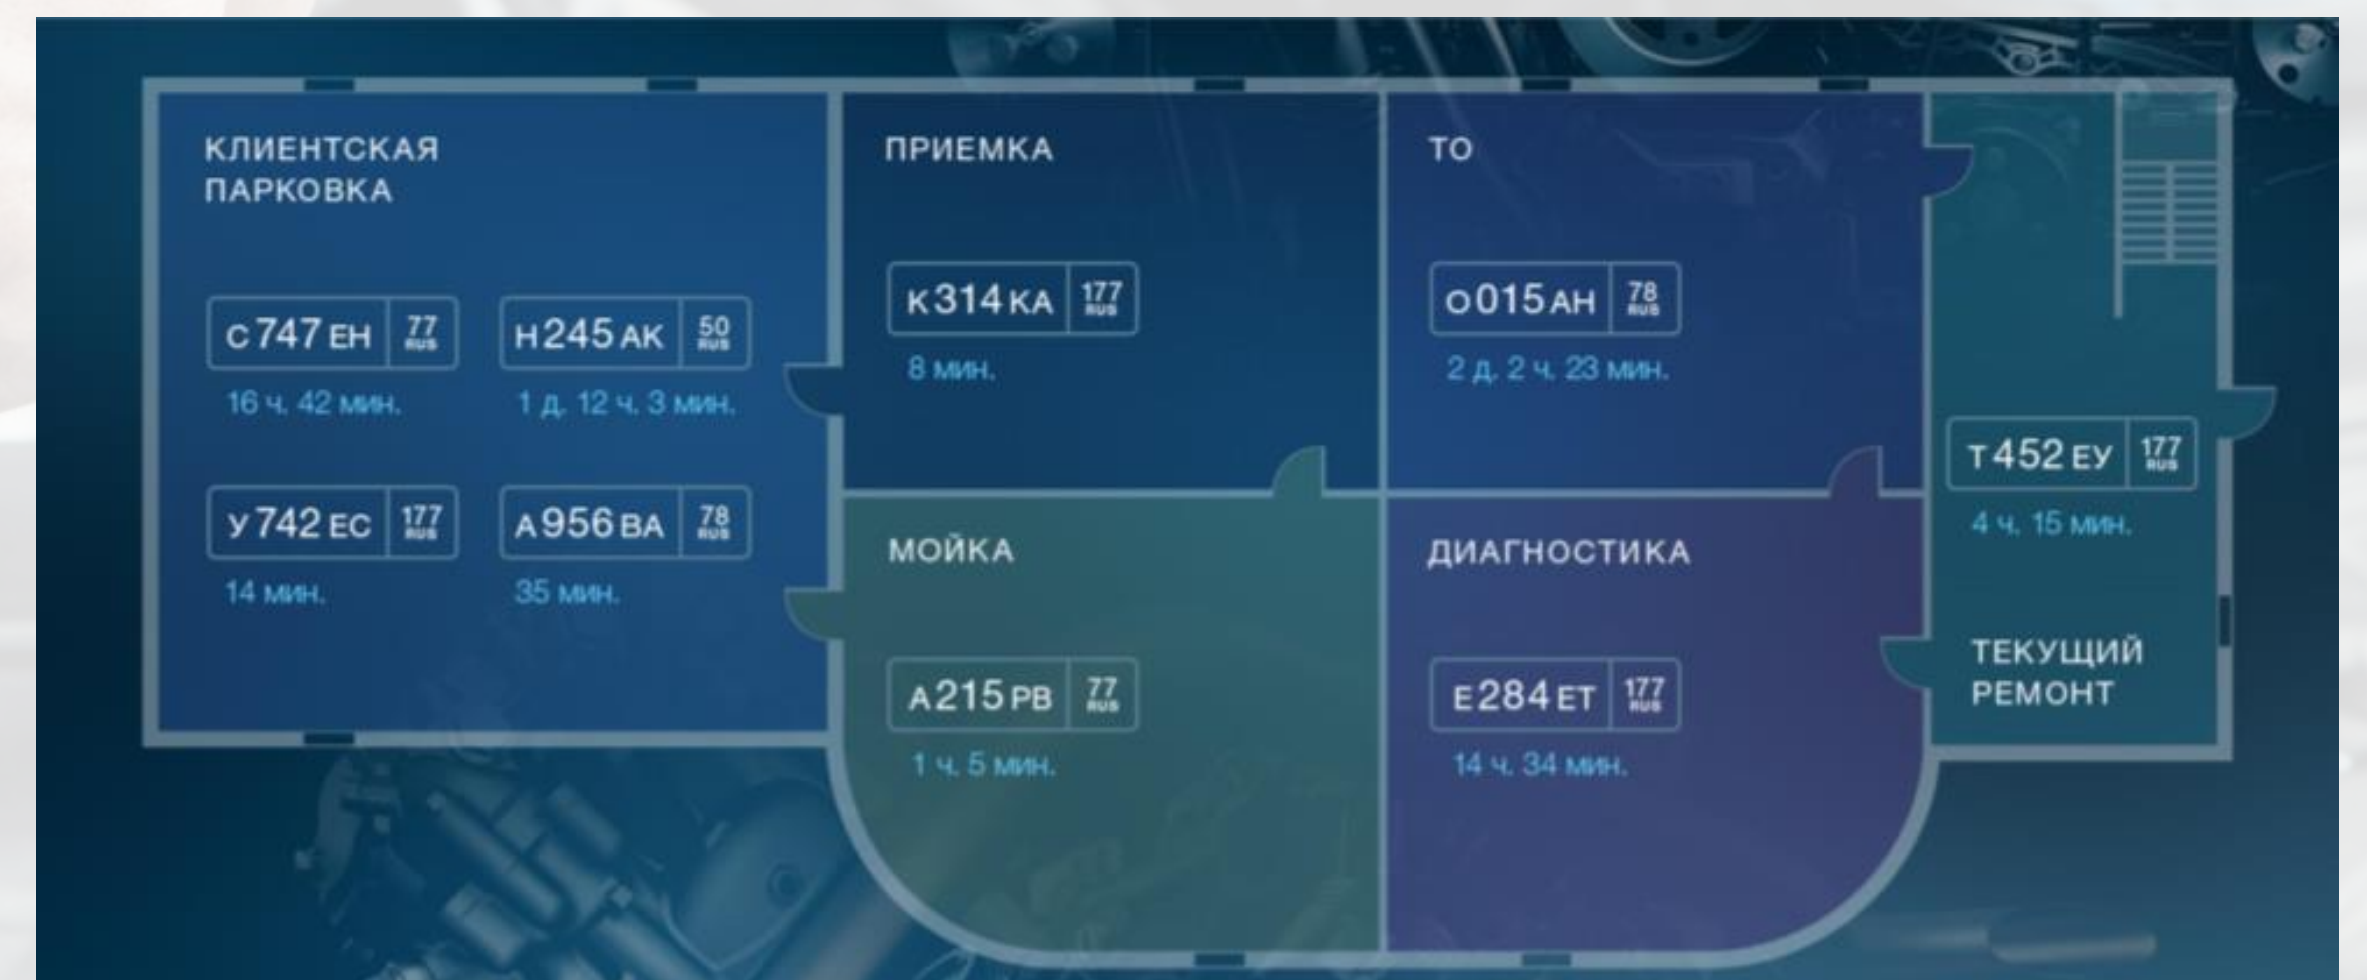 КЛИЕНТСКАЯ
ПАРКОВКА
С747ЕН 77 RUS
16 ч. 42 мин.
Н245АК 50 RUS
1 д. 12 ч. 3 мин.
У742ЕС 177 RUS
14 мин.
А956ВА 78 RUS
35 мин.
ПРИЕМКА
К314КА 177 RUS
8 мин.
ТО
О015АН 78 RUS
2 д. 2 ч. 23 мин.
МОЙКА
А215РВ 77 RUS
1 ч. 5 мин.
ДИАГНОСТИКА
Е284ЕТ 177 RUS
14 ч. 34 мин.
Т452ЕУ 177 RUS
4 ч. 15 мин.
ТЕКУЩИЙ
РЕМОНТ